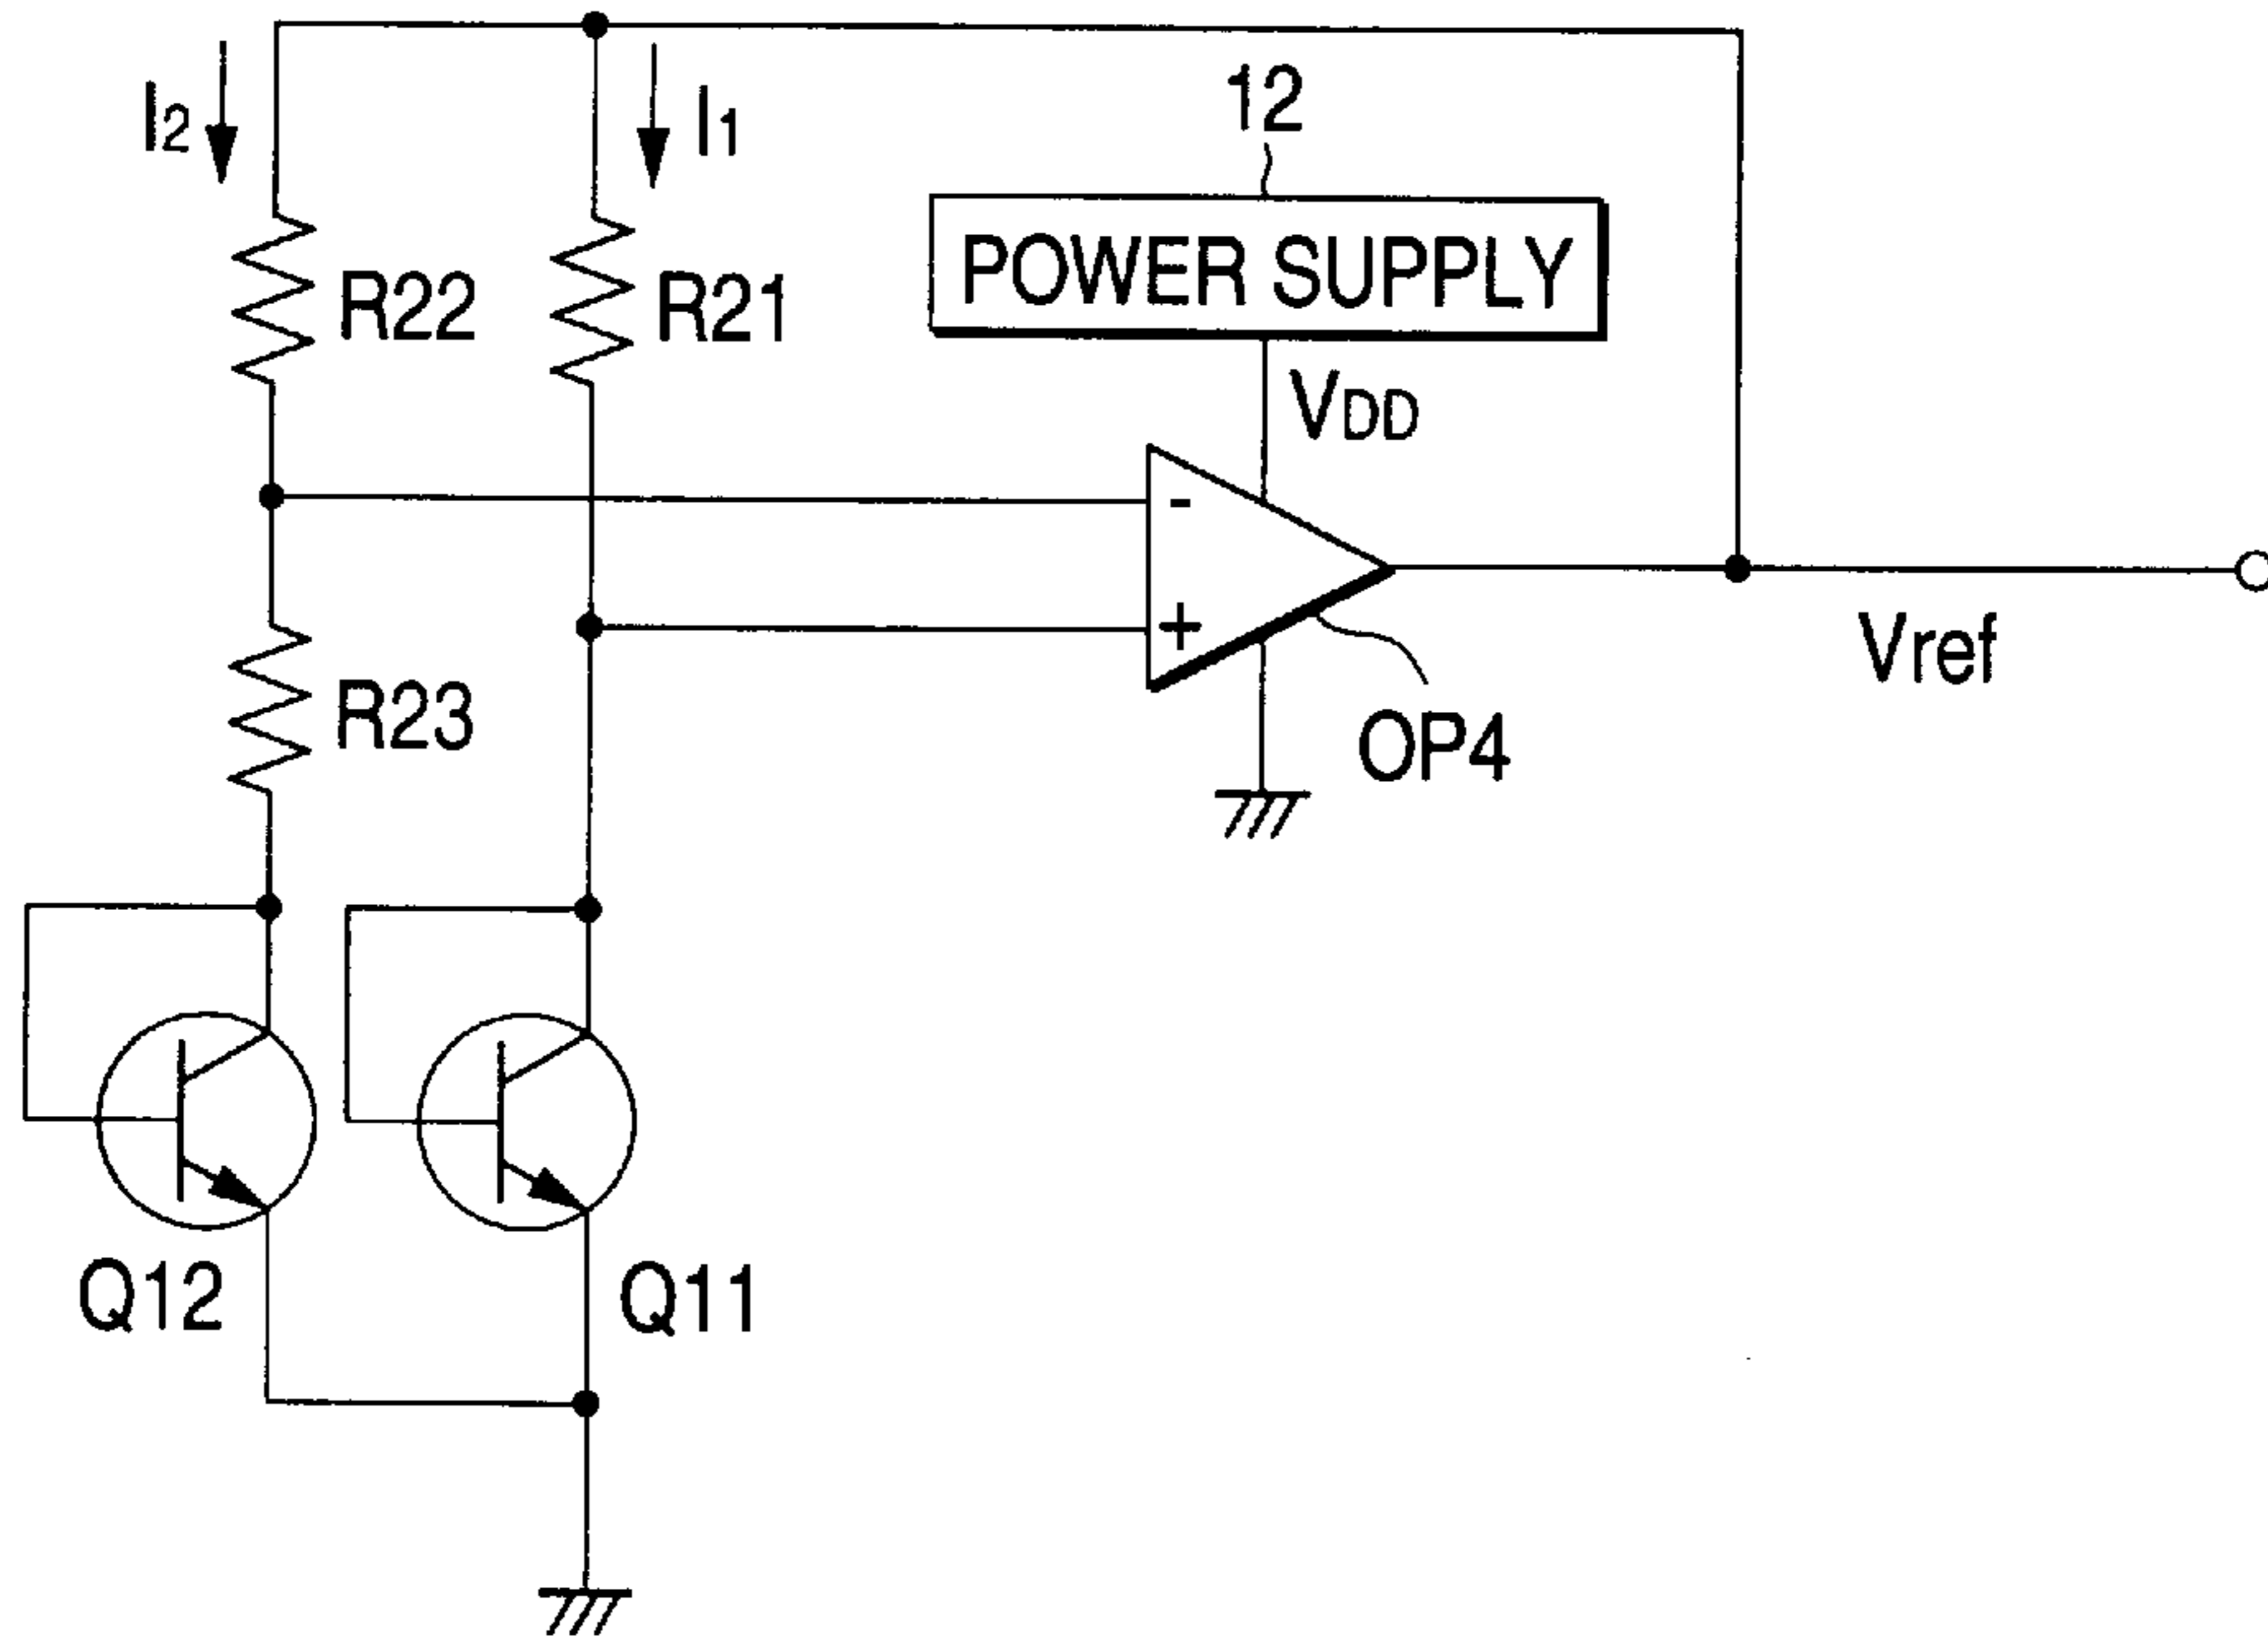 12
I2
I1
POWER SUPPLY
R22
R21
VDD
-
+
Vref
R23
OP4
Q12
Q11